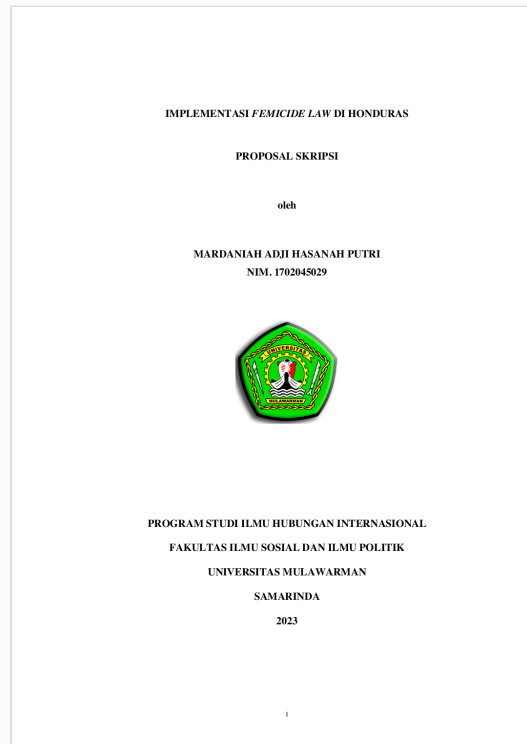 IMPLEMENTASI FEMICIDE LAW DI HONDURAS
PROPOSAL SKRIPSI
oleh
MARDANIAH ADJI HASANAH PUTRI
NIM. 1702045029
UNIVERSITAS
MULAWARMAN
PROGRAM STUDI ILMU HUBUNGAN INTERNASIONAL
FAKULTAS ILMU SOSIAL DAN ILMU POLITIK
UNIVERSITAS MULAWARMAN
SAMARINDA
2023